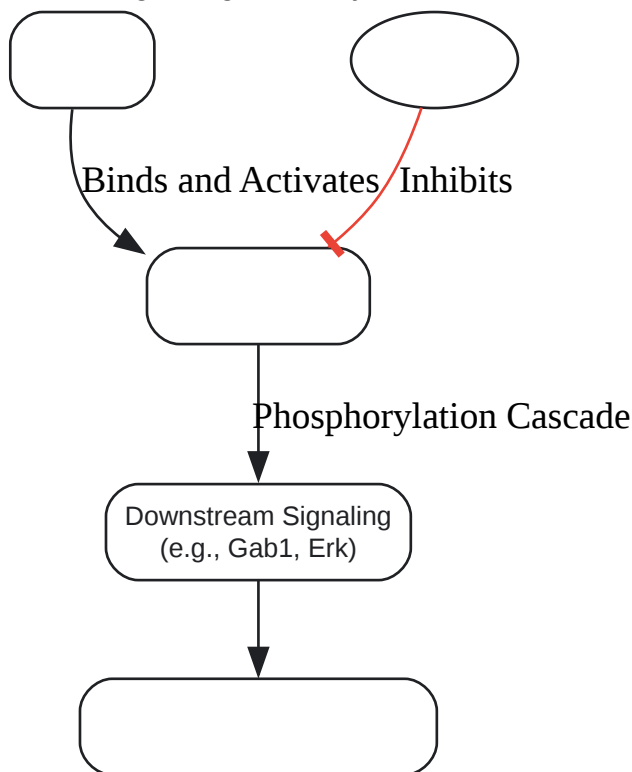 Binds and Activates
Inhibits
Phosphorylation Cascade
Downstream Signaling
(e.g., Gab1, Erk)